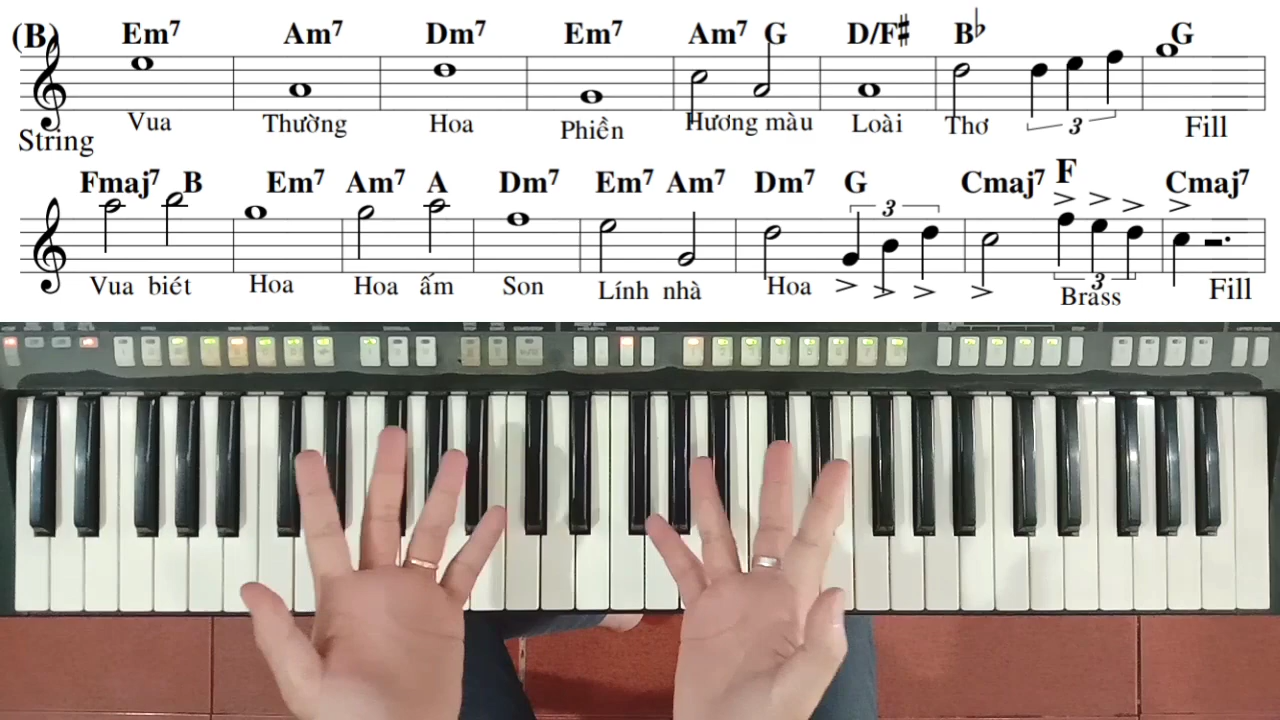 (B) Em7 Am7 Dm7 Em7 Am7 G D/F♯ B♭ G
String Vua Thường Hoa Phiền Hương màu Loài Thơ 3 Fill
Fmaj7 B Em7 Am7 A Dm7 Em7 Am7 Dm7 G Cmaj7 F Cmaj7
3
Vua biét Hoa Hoa ấm Son Lính nhà Hoa 3 Brass Fill